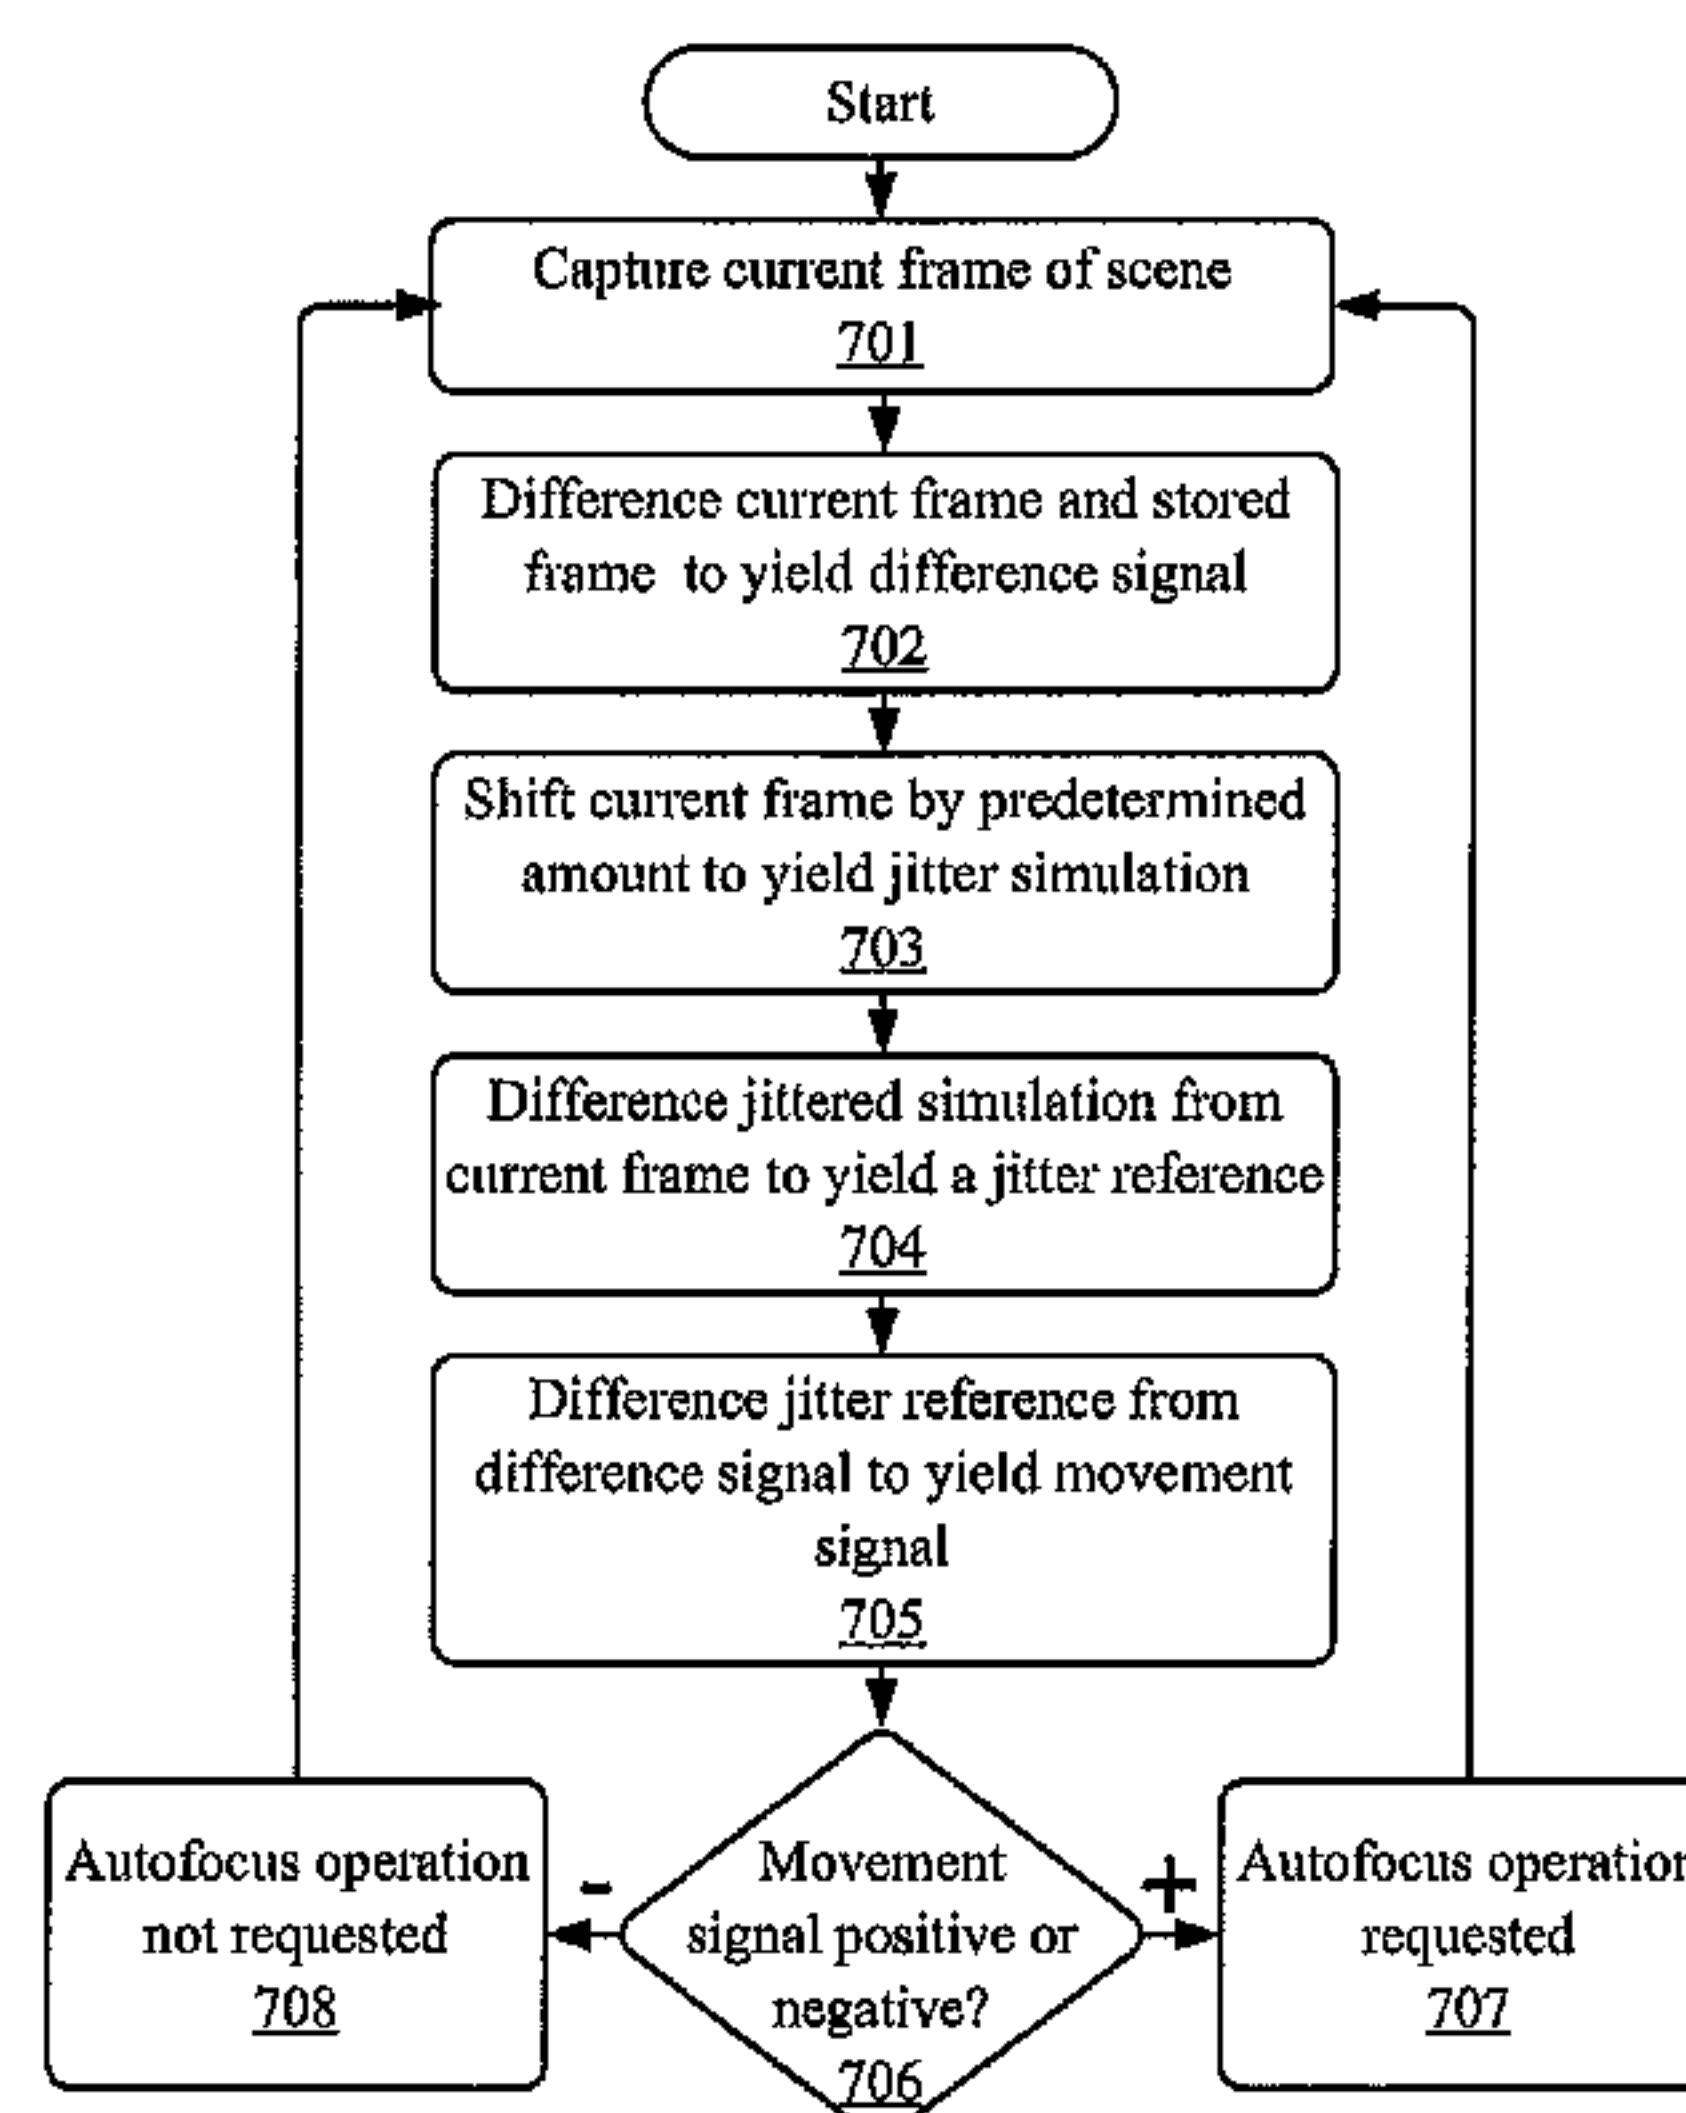 Start
Capture current frame of scene
701
Difference current frame and stored
frame to yield difference signal
702
Shift current frame by predetermined
amount to yield jitter simulation
703
Difference jittered simulation from
current frame to yield a jitter reference
704
Difference jitter reference from
difference signal to yield movement
signal
705
Autofocus operation
not requested
708
-
Movement
signal positive or
negative?
706
+
Autofocus operation
requested
707